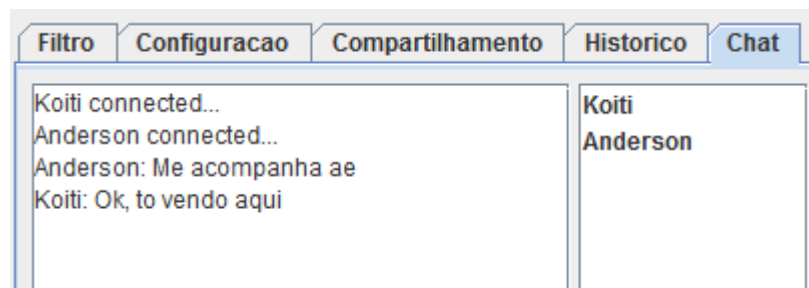 Filtro Configuracao Compartilhamento Historico Chat
Koiti connected...
Anderson connected...
Anderson: Me acompanha ae
Koiti: Ok, to vendo aqui
Koiti
Anderson